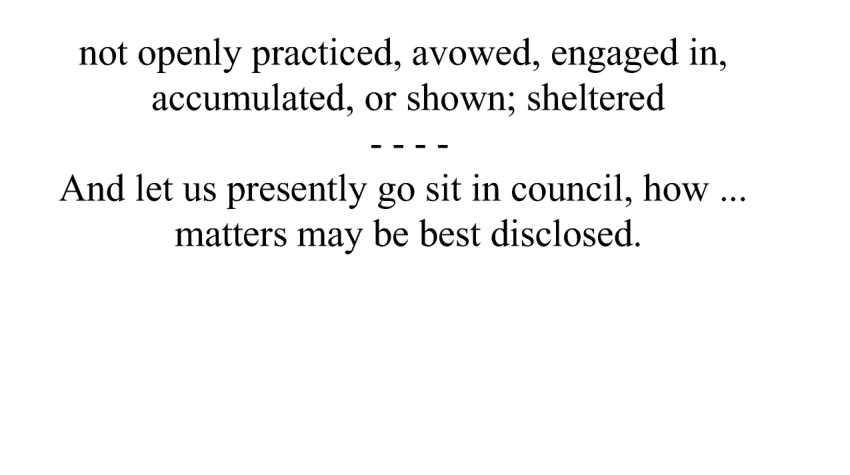 not openly practiced, avowed, engaged in,
accumulated, or shown; sheltered
- - - -
And let us presently go sit in council, how ...
matters may be best disclosed.